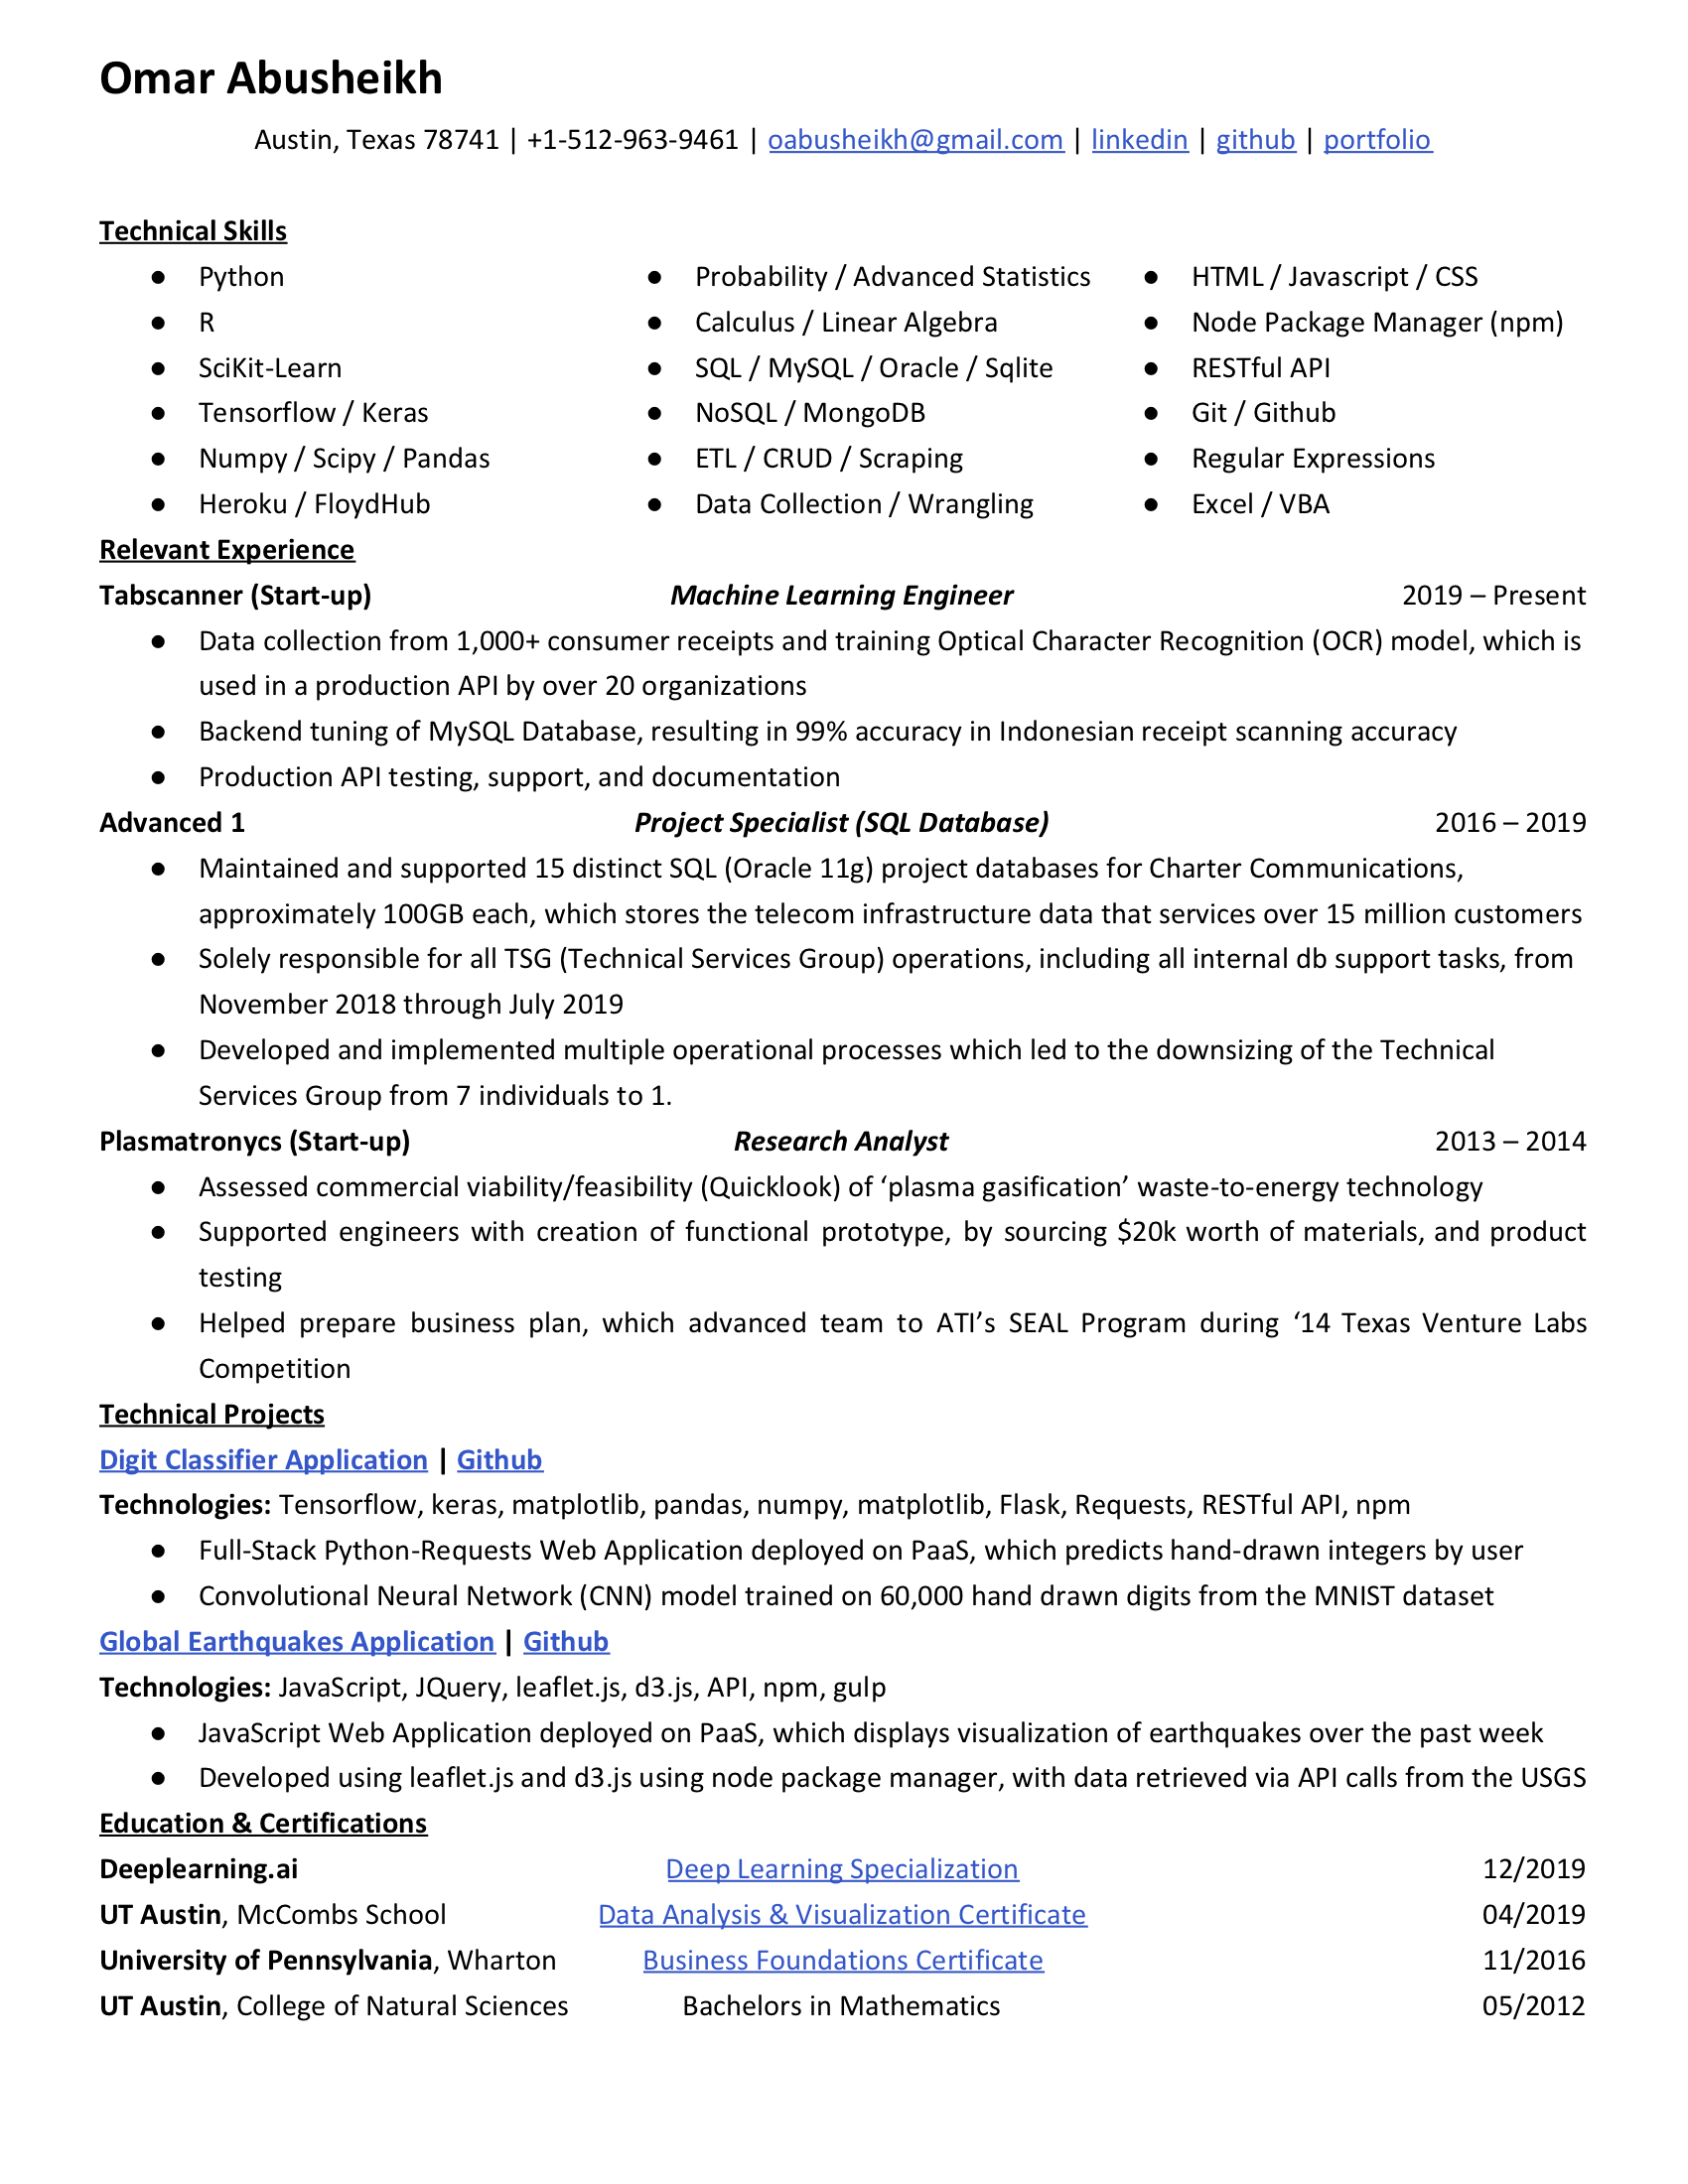 Omar Abusheikh
Austin, Texas 78741 | +1-512-963-9461 | oabusheikh@gmail.com | linkedin | github | portfolio
Technical Skills
● Python
● R
● SciKit-Learn
● Tensorflow / Keras
● Numpy / Scipy / Pandas
● Heroku / FloydHub
● Probability / Advanced Statistics
● Calculus / Linear Algebra
● SQL / MySQL / Oracle / Sqlite
● NoSQL / MongoDB
● ETL / CRUD / Scraping
● Data Collection / Wrangling
● HTML / Javascript / CSS
● Node Package Manager (npm)
● RESTful API
● Git / Github
● Regular Expressions
● Excel / VBA
Relevant Experience
Tabscanner (Start-up) Machine Learning Engineer 2019 – Present
● Data collection from 1,000+ consumer receipts and training Optical Character Recognition (OCR) model, which is
used in a production API by over 20 organizations
● Backend tuning of MySQL Database, resulting in 99% accuracy in Indonesian receipt scanning accuracy
● Production API testing, support, and documentation
Advanced 1 Project Specialist (SQL Database) 2016 – 2019
● Maintained and supported 15 distinct SQL (Oracle 11g) project databases for Charter Communications,
approximately 100GB each, which stores the telecom infrastructure data that services over 15 million customers
● Solely responsible for all TSG (Technical Services Group) operations, including all internal db support tasks, from
November 2018 through July 2019
● Developed and implemented multiple operational processes which led to the downsizing of the Technical
Services Group from 7 individuals to 1.
Plasmatronycs (Start-up) Research Analyst 2013 – 2014
● Assessed commercial viability/feasibility (Quicklook) of ‘plasma gasification’ waste-to-energy technology
● Supported engineers with creation of functional prototype, by sourcing $20k worth of materials, and product
testing
● Helped prepare business plan, which advanced team to ATI’s SEAL Program during ‘14 Texas Venture Labs
Competition
Technical Projects
Digit Classifier Application | Github
Technologies: Tensorflow, keras, matplotlib, pandas, numpy, matplotlib, Flask, Requests, RESTful API, npm
● Full-Stack Python-Requests Web Application deployed on PaaS, which predicts hand-drawn integers by user
● Convolutional Neural Network (CNN) model trained on 60,000 hand drawn digits from the MNIST dataset
Global Earthquakes Application | Github
Technologies: JavaScript, JQuery, leaflet.js, d3.js, API, npm, gulp
● JavaScript Web Application deployed on PaaS, which displays visualization of earthquakes over the past week
● Developed using leaflet.js and d3.js using node package manager, with data retrieved via API calls from the USGS
Education & Certifications
Deeplearning.ai Deep Learning Specialization 12/2019
UT Austin, McCombs School Data Analysis & Visualization Certificate 04/2019
University of Pennsylvania, Wharton Business Foundations Certificate 11/2016
UT Austin, College of Natural Sciences Bachelors in Mathematics 05/2012